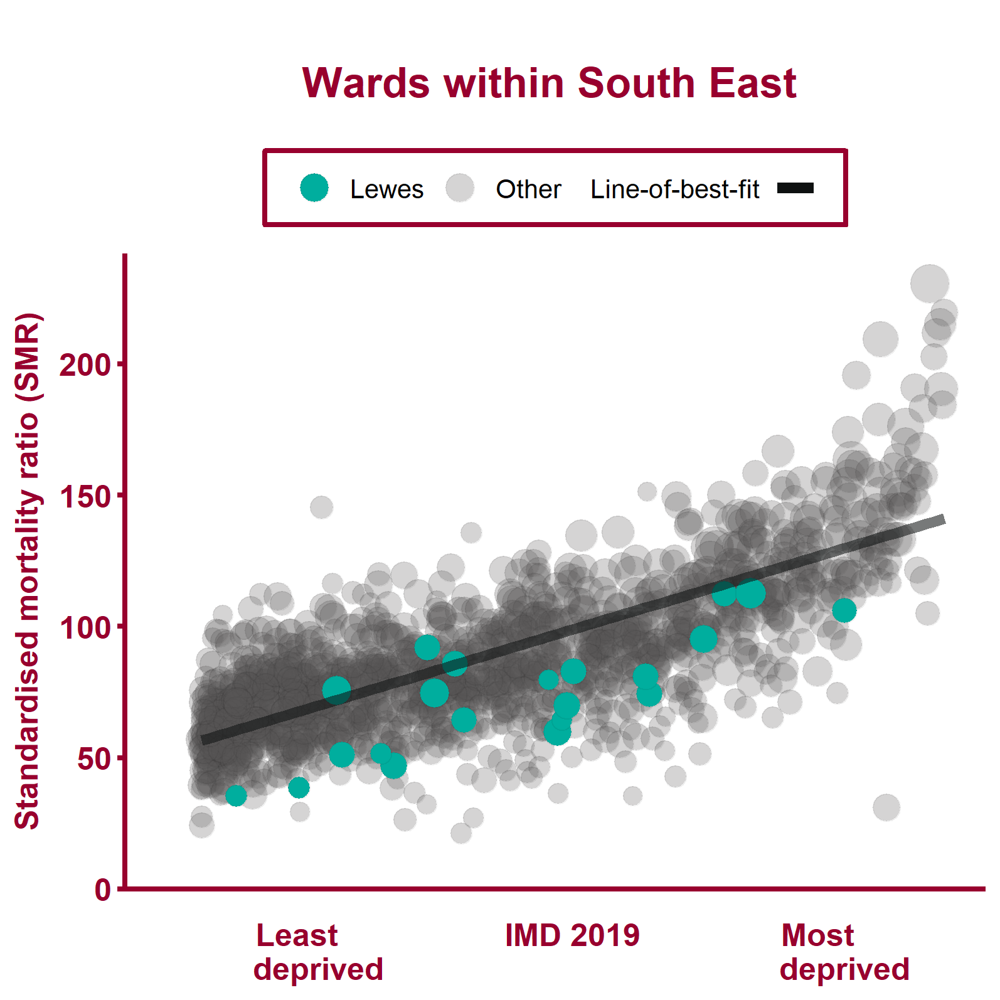 Wards within South East
Lewes Other Line-of-best-fit
Standardised mortality ratio (SMR)
200
150
100
50
0
Least deprived
IMD 2019
Most deprived